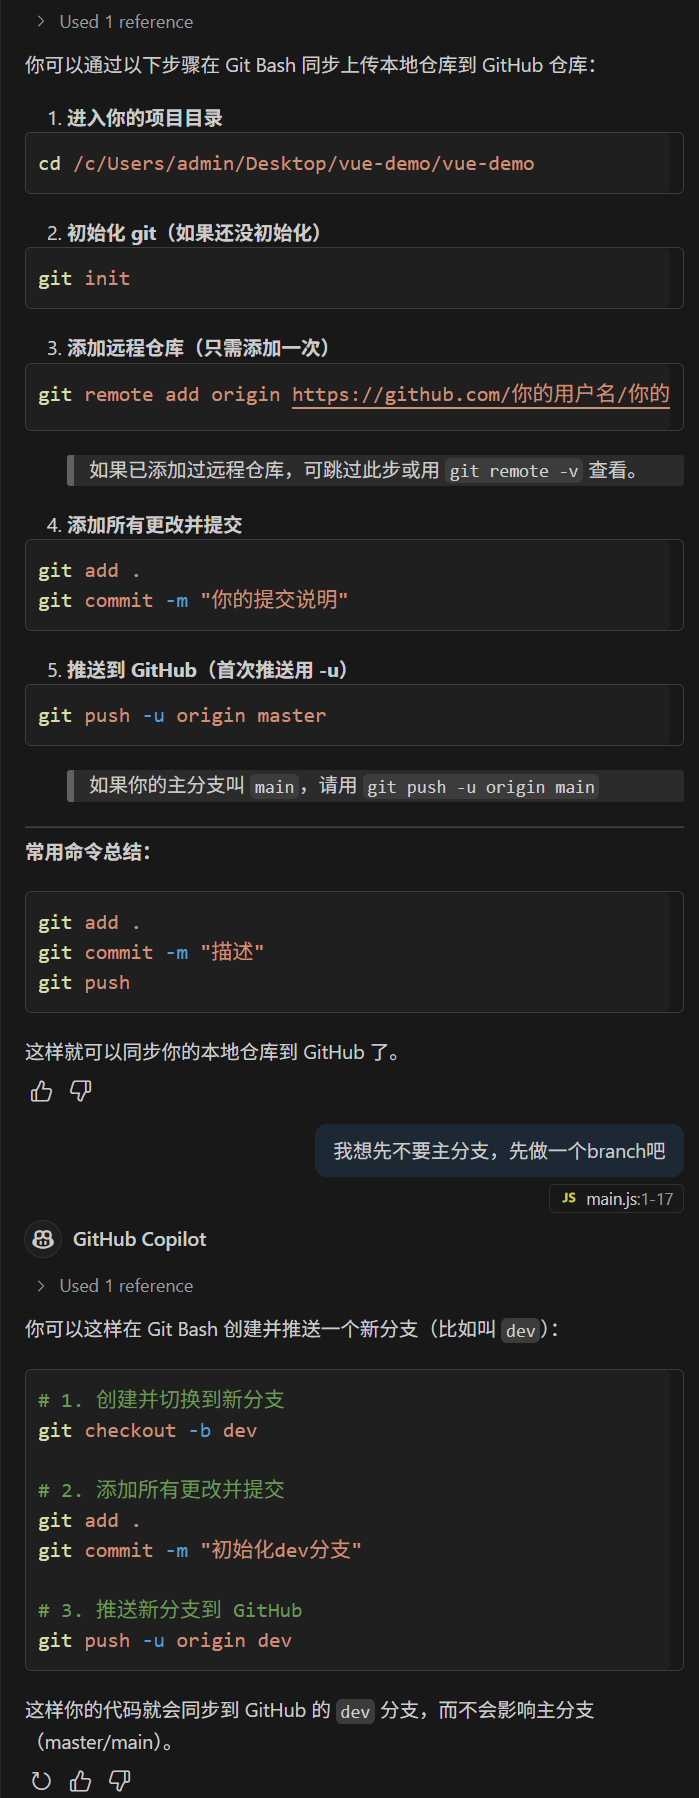 Used 1 reference
你可以通过以下步骤在 Git Bash 同步上传本地仓库到 GitHub 仓库：
1. 进入你的项目目录
cd /c/Users/admin/Desktop/vue-demo/vue-demo
2. 初始化 git（如果还没初始化）
git init
3. 添加远程仓库（只需添加一次）
git remote add origin https://github.com/你的用户名/你的
如果已添加过远程仓库，可跳过此步或用 git remote -v 查看。
4. 添加所有更改并提交
git add .
git commit -m "你的提交说明"
5. 推送到 GitHub（首次推送用 -u）
git push -u origin master
如果你的主分支叫 main，请用 git push -u origin main
常用命令总结：
git add .
git commit -m "描述"
git push
这样就可以同步你的本地仓库到 GitHub 了。
我想先不要主分支，先做一个branch吧
JS main.js:1-17
GitHub Copilot
Used 1 reference
你可以这样在 Git Bash 创建并推送一个新分支（比如叫 dev）：
# 1. 创建并切换到新分支
git checkout -b dev
# 2. 添加所有更改并提交
git add .
git commit -m "初始化dev分支"
# 3. 推送新分支到 GitHub
git push -u origin dev
这样你的代码就会同步到 GitHub 的 dev 分支，而不会影响主分支
（master/main）。